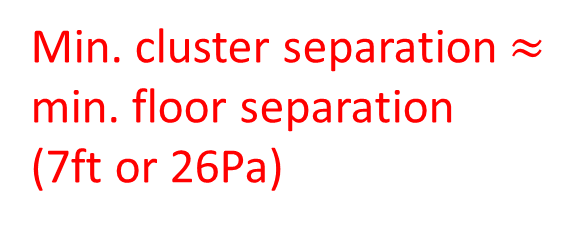 Min. cluster separation ≈
min. floor separation
(7ft or 26Pa)